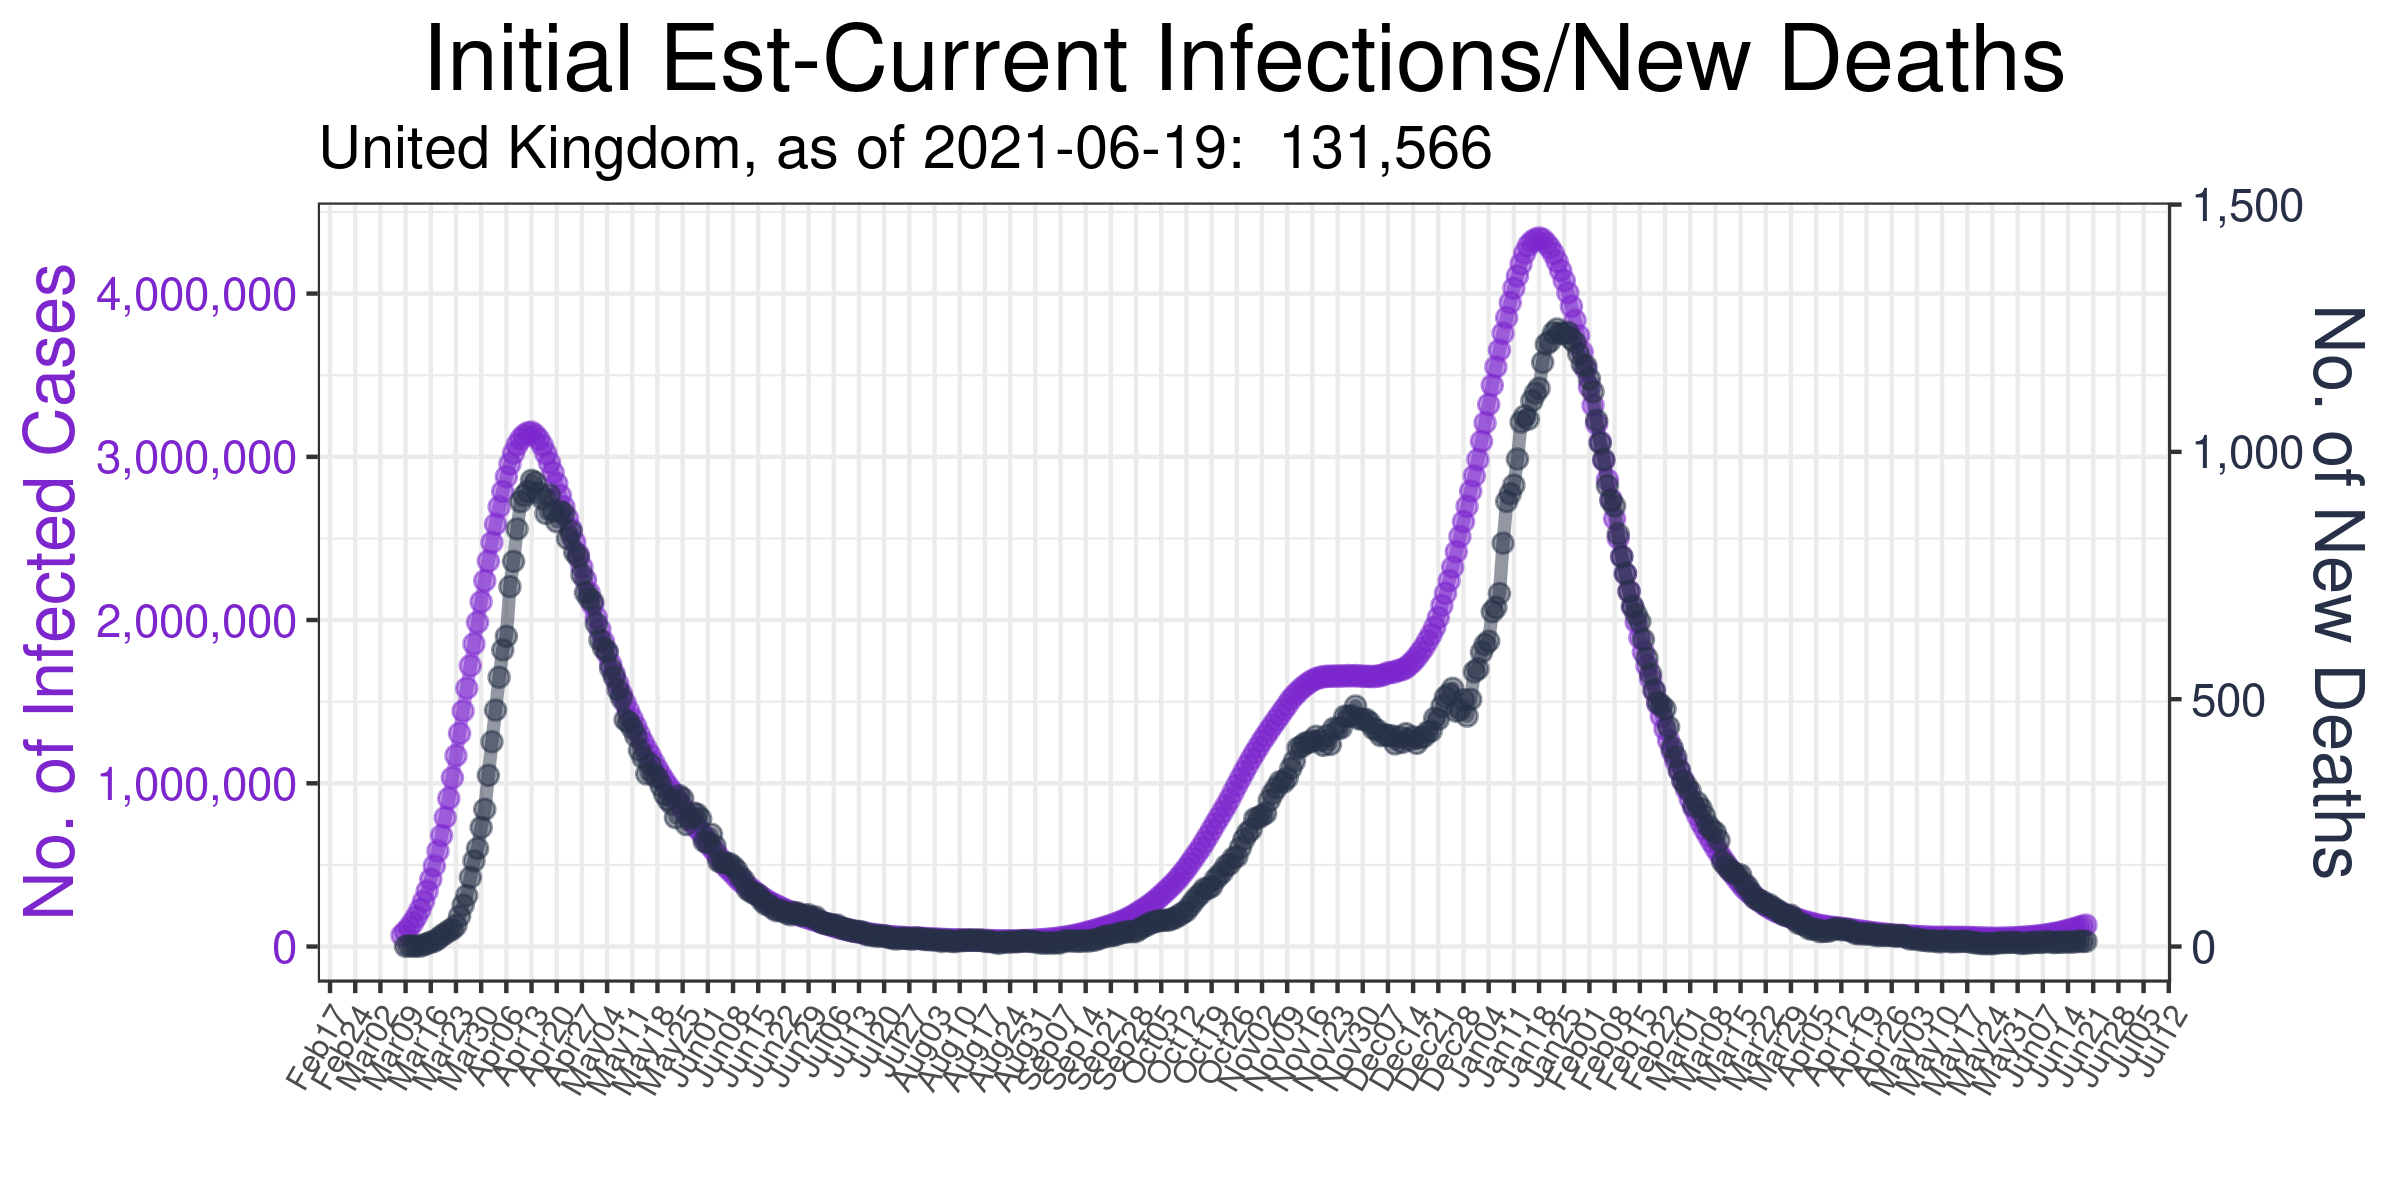 Initial Est-Current Infections/New Deaths
United Kingdom, as of 2021-06-19: 131,566
No. of Infected Cases
4,000,000
3,000,000
2,000,000
1,000,000
0
1,500
1,000
500
0
No. of New Deaths
Feb17
Feb24
Mar02
Mar09
Mar16
Mar23
Mar30
Apr06
Apr13
Apr20
Apr27
May04
May11
May18
May25
Jun01
Jun08
Jun15
Jun22
Jun29
Jul06
Jul13
Jul20
Jul27
Aug03
Aug10
Aug17
Aug24
Aug31
Sep07
Sep14
Sep21
Sep28
Oct05
Oct12
Oct19
Oct26
Nov02
Nov09
Nov16
Nov23
Nov30
Dec07
Dec14
Dec21
Dec28
Jan04
Jan11
Jan18
Jan25
Feb01
Feb08
Feb15
Feb22
Mar01
Mar08
Mar15
Mar22
Mar29
Apr05
Apr12
Apr19
Apr26
May03
May10
May17
May24
May31
Jun07
Jun14
Jun21
Jun28
Jul05
Jul12